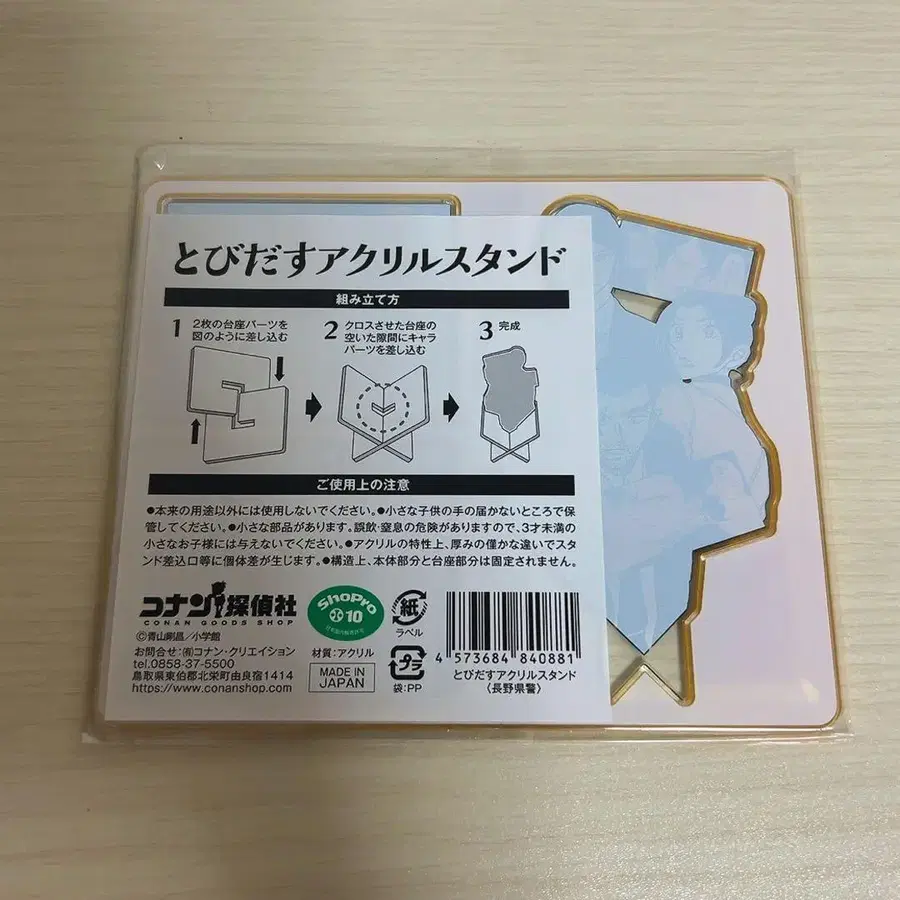 とびだすアクリルスタンド
組み立て方
1 2枚の台座パーツを
図のように差し込む
2 クロスさせた台座の
空いた隙間にキャラ
パーツを差し込む
3 完成
ご使用上の注意
●本来の用途以外には使用しないでください。●小さな子供の手の届かないところで保
管してください。●小さな部品があります。誤飲・窒息の危険がありますので、3才未満の
小さなお子様には与えないでください。●アクリルの特性上、厚みの僅かな違いでスタ
ンド差込口等に個体差が生じます。●構造上、本体部分と台座部分は固定されません。
コナン探偵社
CONAN GOODS SHOP
©青山剛昌/小学館
お問合せ:㈲コナン・クリエイション
tel.0858-37-5500
鳥取県東伯郡北栄町由良宿1414
https://www.conanshop.com
ShoPro
10
材質:アクリル
MADE IN
JAPAN
紙
ラベル
プラ
袋:PP
4 573684 840881
とびだすアクリルスタンド
〈長野県警〉